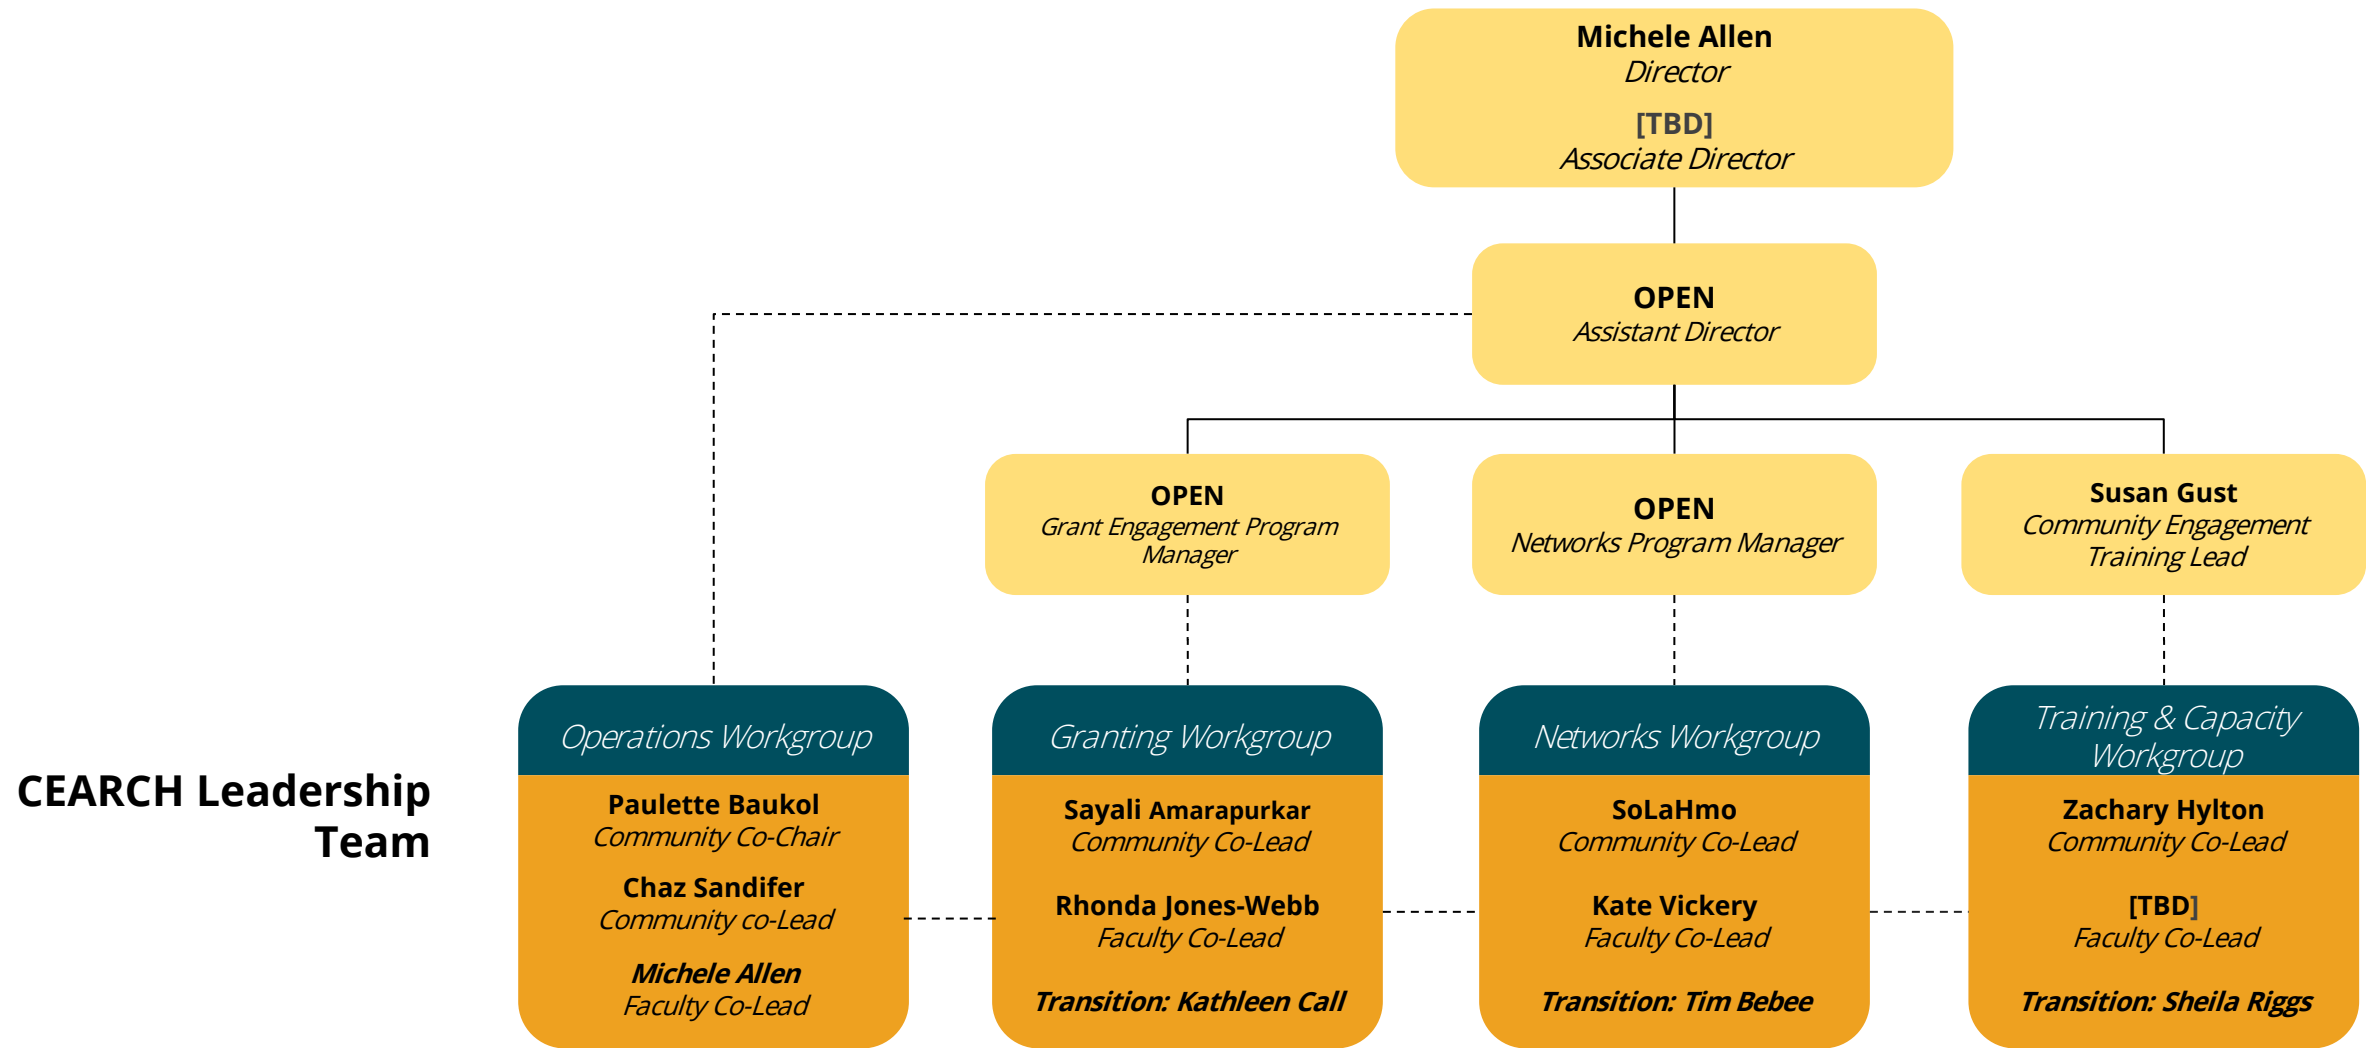 Michele Allen
Director
[TBD]
Associate Director
OPEN
Assistant Director
OPEN
Grant Engagement Program
Manager
OPEN
Networks Program Manager
Susan Gust
Community Engagement
Training Lead
CEARCH Leadership
Team
Operations Workgroup
Paulette Baukol
Community Co-Chair
Chaz Sandifer
Community co-Lead
Michele Allen
Faculty Co-Lead
Granting Workgroup
Sayali Amarapurkar
Community Co-Lead
Rhonda Jones-Webb
Faculty Co-Lead
Transition: Kathleen Call
Networks Workgroup
SoLaHmo
Community Co-Lead
Kate Vickery
Faculty Co-Lead
Transition: Tim Bebee
Training & Capacity
Workgroup
Zachary Hylton
Community Co-Lead
[TBD]
Faculty Co-Lead
Transition: Sheila Riggs